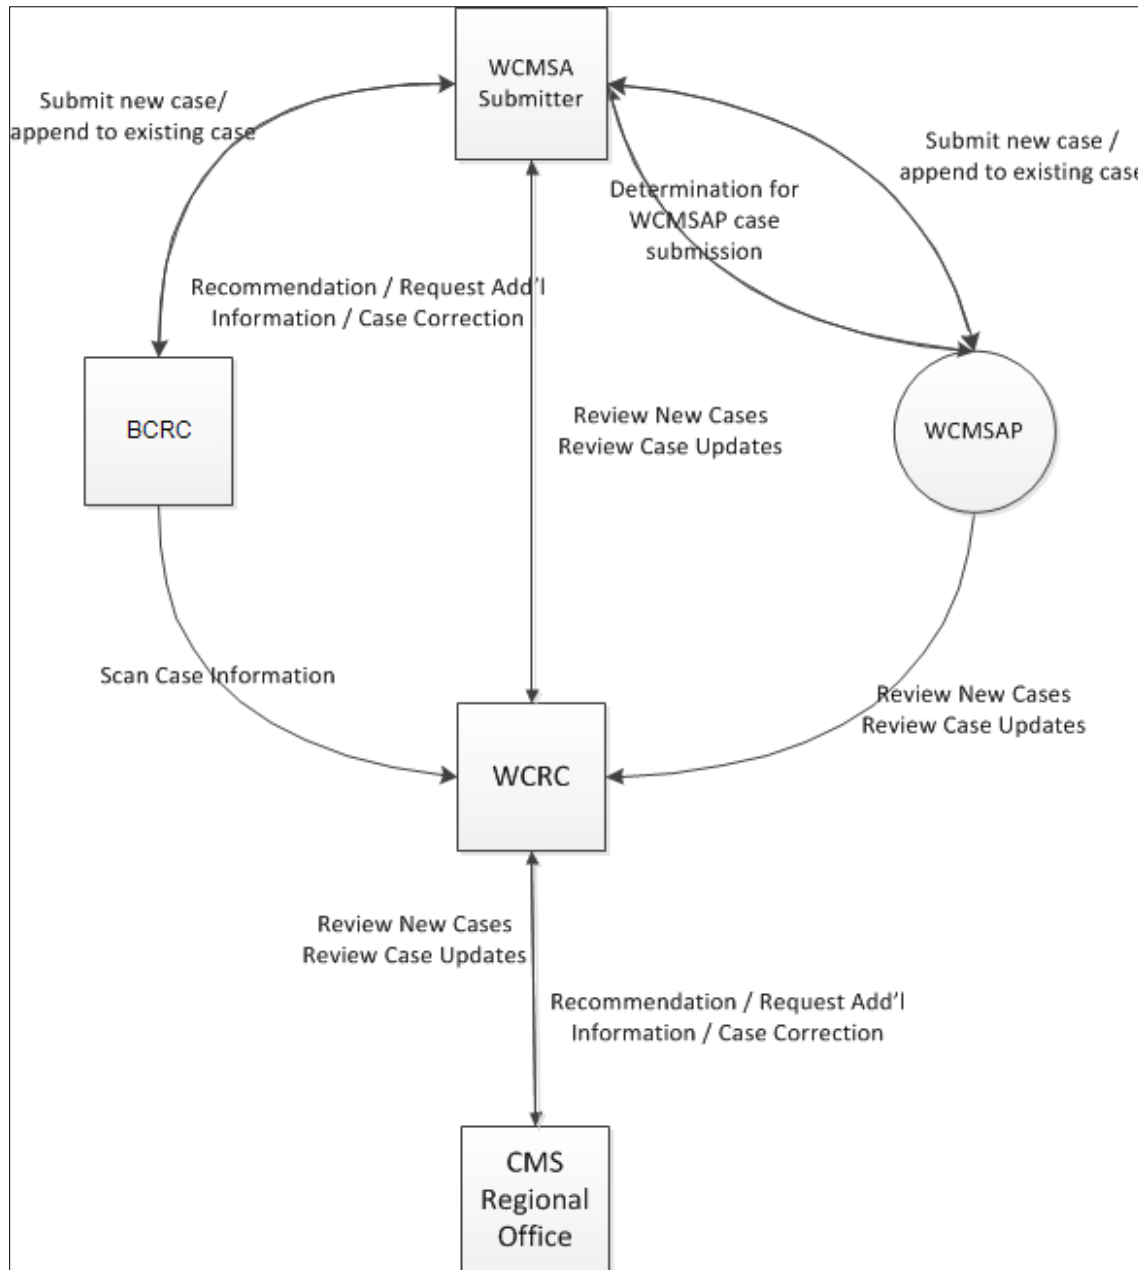 WCMSA
Submitter
Submit new case/
append to existing case
Submit new case /
append to existing case
Determination for
WCMSAP case
submission
Recommendation / Request Add'l
Information / Case Correction
BCRC
Review New Cases
Review Case Updates
WCMSAP
Scan Case Information
Review New Cases
Review Case Updates
WCRC
Review New Cases
Review Case Updates
Recommendation / Request Add'l
Information / Case Correction
CMS
Regional
Office